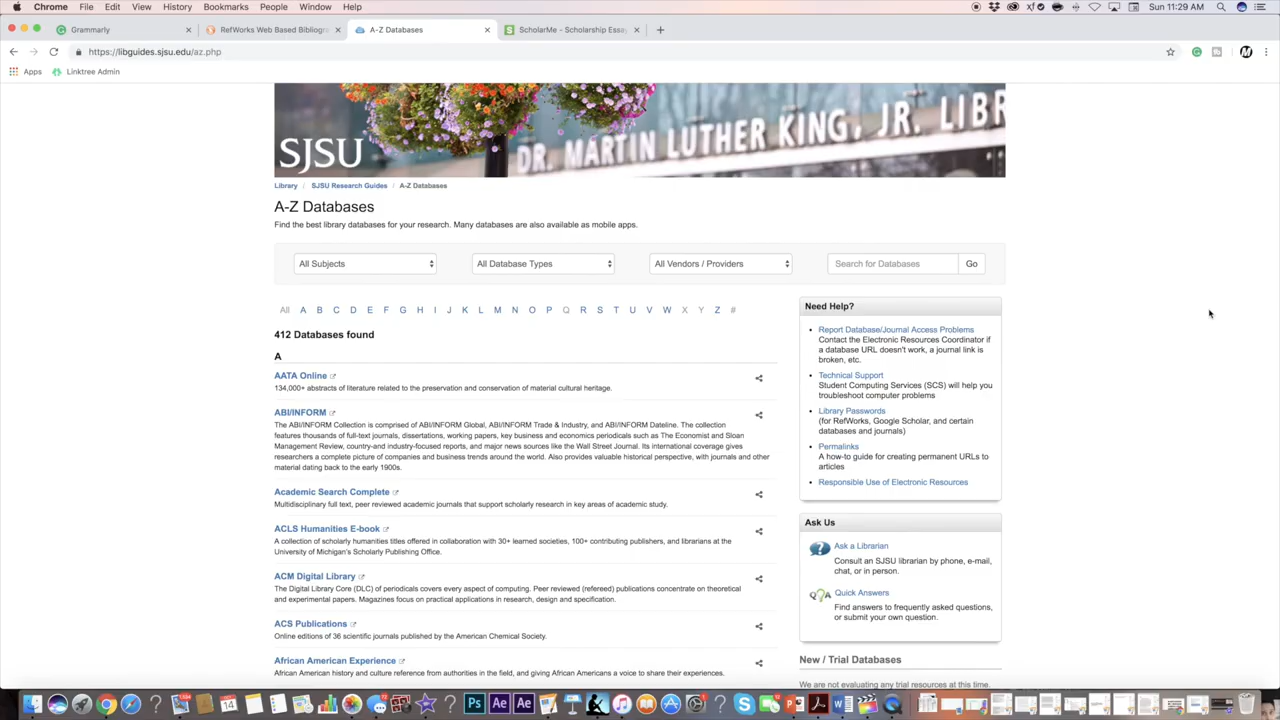 Chrome File Edit View History Bookmarks People Window Help
Sun 11:29 AM
Grammarly
RefWorks Web Based Bibliogr
A-Z Databases
ScholarMe - Scholarship Essay
https://libguides.sjsu.edu/az.php
Apps
Linktree Admin
SJSU
DR. MARTIN LUTHER KING, JR. LIBR
Library / SJSU Research Guides / A-Z Databases
A-Z Databases
Find the best library databases for your research. Many databases are also available as mobile apps.
All Subjects
All Database Types
All Vendors / Providers
Search for Databases
Go
All A B C D E F G H I J K L M N O P Q R S T U V W X Y Z #
412 Databases found
A
AATA Online
134,000+ abstracts of literature related to the preservation and conservation of material cultural heritage.
ABI/INFORM
The ABI/INFORM Collection is comprised of ABI/INFORM Global, ABI/INFORM Trade & Industry, and ABI/INFORM Dateline. The collection
features thousands of full-text journals, dissertations, working papers, key business and economics periodicals such as The Economist and Sloan
Management Review, country-and industry-focused reports, and major news sources like the Wall Street Journal. Its international coverage gives
researchers a complete picture of companies and business trends around the world. Also provides valuable historical perspective, with journals and other
material dating back to the early 1900s.
Academic Search Complete
Multidisciplinary full text, peer reviewed academic journals that support scholarly research in key areas of academic study.
ACLS Humanities E-book
A collection of scholarly humanities titles offered in collaboration with 30+ learned societies, 100+ contributing publishers, and librarians at the
University of Michigan's Scholarly Publishing Office.
ACM Digital Library
The Digital Library Core (DLC) of periodicals covers every aspect of computing. Peer reviewed (refereed) publications concentrate on theoretical
and experimental papers. Magazines focus on practical applications in research, design and specification.
ACS Publications
Online editions of 36 scientific journals published by the American Chemical Society.
African American Experience
African American history and culture reference from authorities in the field, and giving African Americans a voice to share their experiences.
Need Help?
Report Database/Journal Access Problems
Contact the Electronic Resources Coordinator if
a database URL doesn't work, a journal link is
broken, etc.
Technical Support
Student Computing Services (SCS) will help you
troubleshoot computer problems
Library Passwords
(for RefWorks, Google Scholar, and certain
databases and journals)
Permalinks
A how-to guide for creating permanent URLs to
articles
Responsible Use of Electronic Resources
Ask Us
Ask a Librarian
Consult an SJSU librarian by phone, e-mail,
chat, or in person.
Quick Answers
Find answers to frequently asked questions,
or submit your own question.
New / Trial Databases
We are not evaluating any trial resources at this time.
Ps Ae Ae